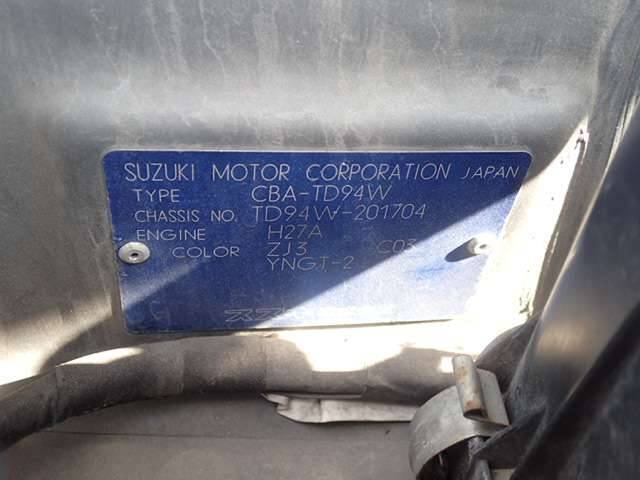 SUZUKI MOTOR CORPORATION JAPAN
TYPE CBA-TD94W
CHASSIS NO. TD94W-201704
ENGINE H27A
COLOR ZJ3 C03
YNGT-2